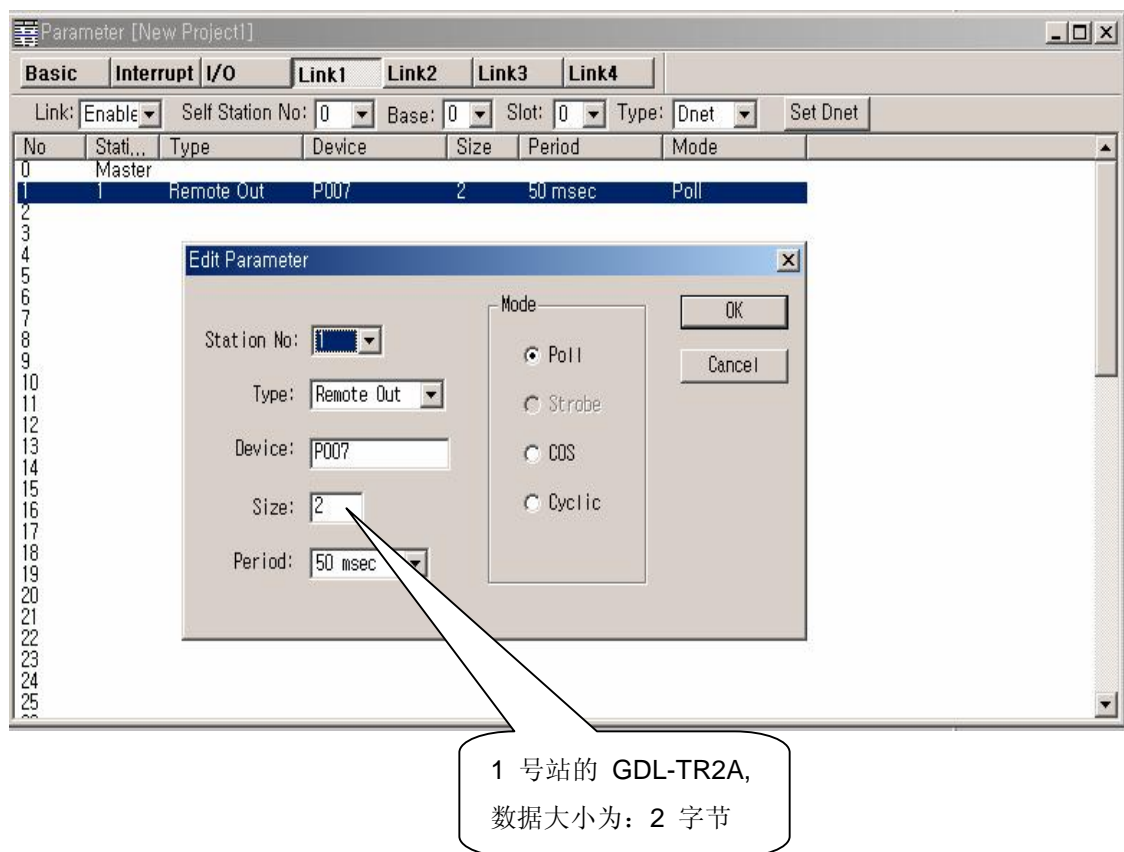 Parameter [New Project1]
Basic Interrupt I/O Link1 Link2 Link3 Link4
Link: Enable Self Station No: 0 Base: 0 Slot: 0 Type: Dnet Set Dnet
No Stati... Type Device Size Period Mode
0 Master
1 1 Remote Out P007 2 50 msec Poll
2
3
4
5
6
7
8
9
10
11
12
13
14
15
16
17
18
19
20
21
22
23
24
25
Edit Parameter
Station No: 1
Type: Remote Out
Device: P007
Size: 2
Period: 50 msec
Mode
Poll
Strobe
COS
Cyclic
OK
Cancel
1 号站的 GDL-TR2A,
数据大小为：2 字节